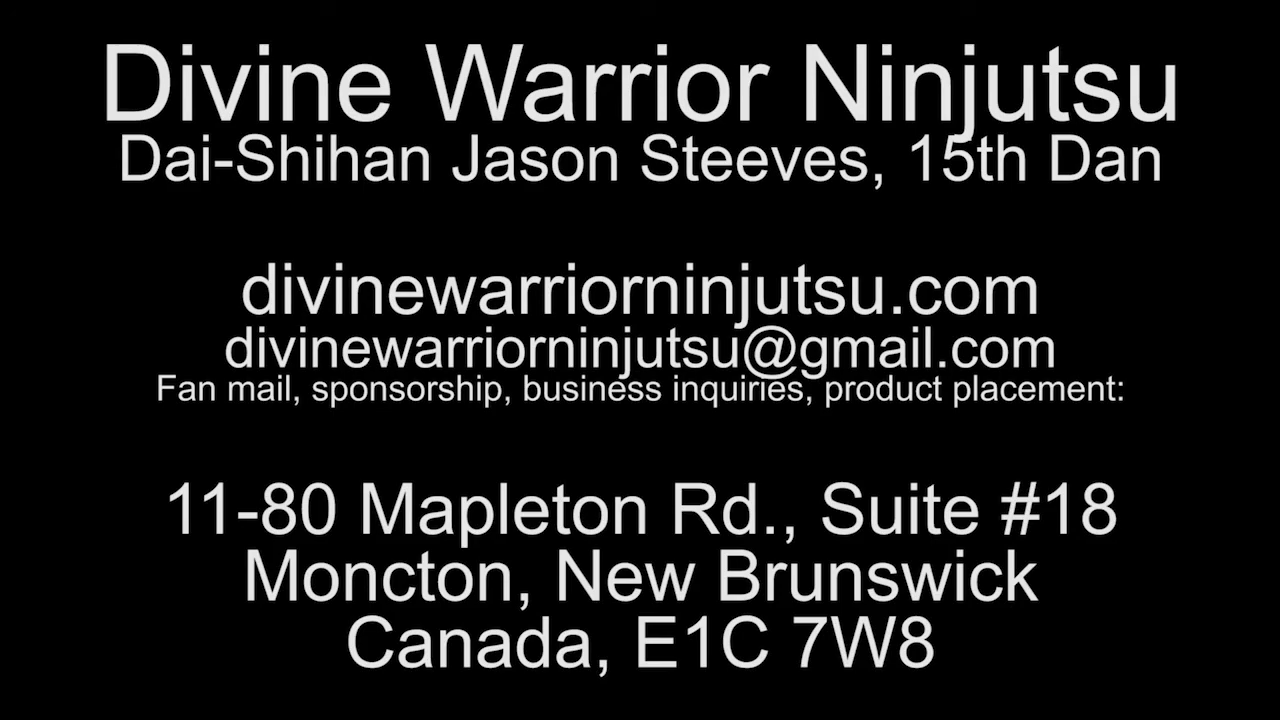 Divine Warrior Ninjutsu
Dai-Shihan Jason Steeves, 15th Dan
divinewarriorninjutsu.com
divinewarriorninjutsu@gmail.com
Fan mail, sponsorship, business inquiries, product placement:
11-80 Mapleton Rd., Suite #18
Moncton, New Brunswick
Canada, E1C 7W8